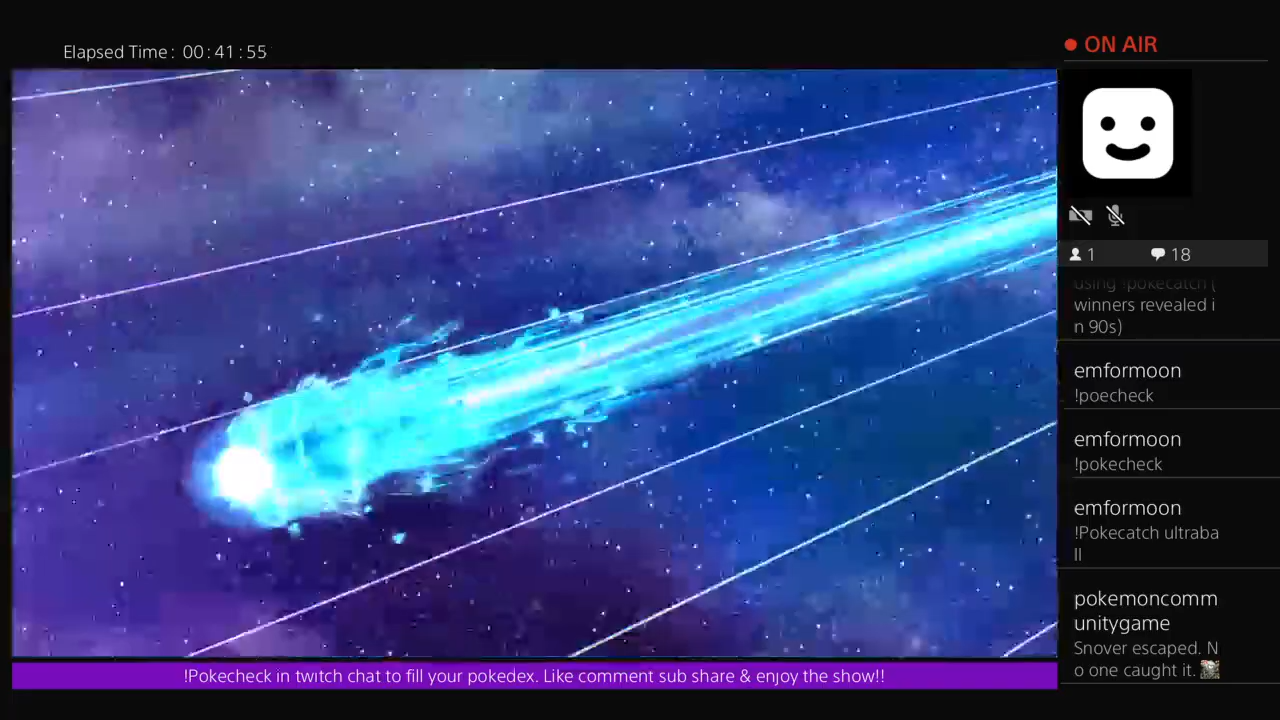 Elapsed Time: 00:41:55
ON AIR
1 18
using !pokecatch (
winners revealed i
n 90s)
emformoon
!poecheck
emformoon
!pokecheck
emformoon
!Pokecatch ultraba
ll
pokemoncomm
unitygame
Snover escaped. N
o one caught it.
!Pokecheck in twitch chat to fill your pokedex. Like comment sub share & enjoy the show!!